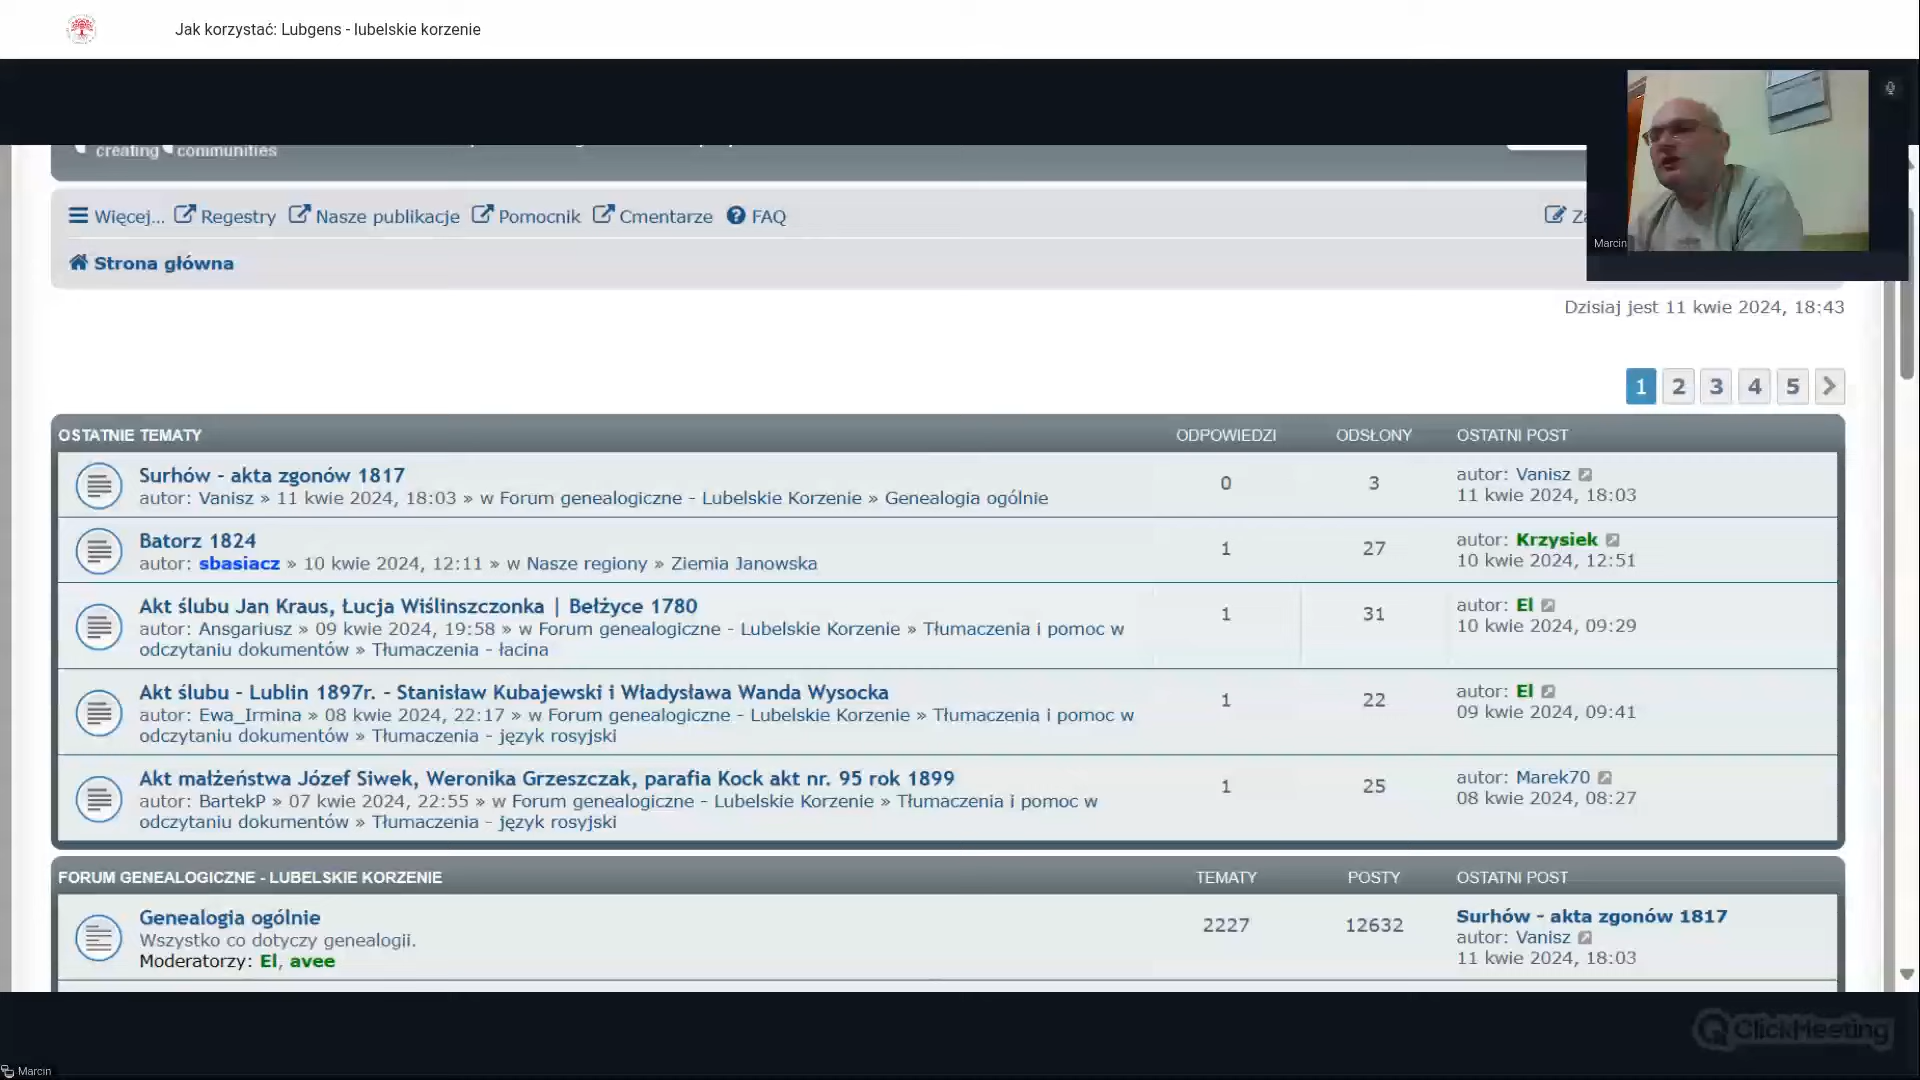 Jak korzystać: Lubgens - lubelskie korzenie
creating communities
Więcej... Regestry Nasze publikacje Pomocnik Cmentarze FAQ
Marcin
Strona główna
Dzisiaj jest 11 kwie 2024, 18:43
1 2 3 4 5
OSTATNIE TEMATY ODPOWIEDZI ODSŁONY OSTATNI POST
Surhów - akta zgonów 1817
autor: Vanisz » 11 kwie 2024, 18:03 » w Forum genealogiczne - Lubelskie Korzenie » Genealogia ogólnie
0 3
autor: Vanisz
11 kwie 2024, 18:03
Batorz 1824
autor: sbasiacz » 10 kwie 2024, 12:11 » w Nasze regiony » Ziemia Janowska
1 27
autor: Krzysiek
10 kwie 2024, 12:51
Akt ślubu Jan Kraus, Łucja Wiślinszczonka | Bełżyce 1780
autor: Ansgariusz » 09 kwie 2024, 19:58 » w Forum genealogiczne - Lubelskie Korzenie » Tłumaczenia i pomoc w
odczytaniu dokumentów » Tłumaczenia - łacina
1 31
autor: El
10 kwie 2024, 09:29
Akt ślubu - Lublin 1897r. - Stanisław Kubajewski i Władysława Wanda Wysocka
autor: Ewa_Irmina » 08 kwie 2024, 22:17 » w Forum genealogiczne - Lubelskie Korzenie » Tłumaczenia i pomoc w
odczytaniu dokumentów » Tłumaczenia - język rosyjski
1 22
autor: El
09 kwie 2024, 09:41
Akt małżeństwa Józef Siwek, Weronika Grzeszczak, parafia Kock akt nr. 95 rok 1899
autor: BartekP » 07 kwie 2024, 22:55 » w Forum genealogiczne - Lubelskie Korzenie » Tłumaczenia i pomoc w
odczytaniu dokumentów » Tłumaczenia - język rosyjski
1 25
autor: Marek70
08 kwie 2024, 08:27
FORUM GENEALOGICZNE - LUBELSKIE KORZENIE TEMATY POSTY OSTATNI POST
Genealogia ogólnie
Wszystko co dotyczy genealogii.
Moderatorzy: El, avee
2227 12632
Surhów - akta zgonów 1817
autor: Vanisz
11 kwie 2024, 18:03
ClickMeeting
Marcin